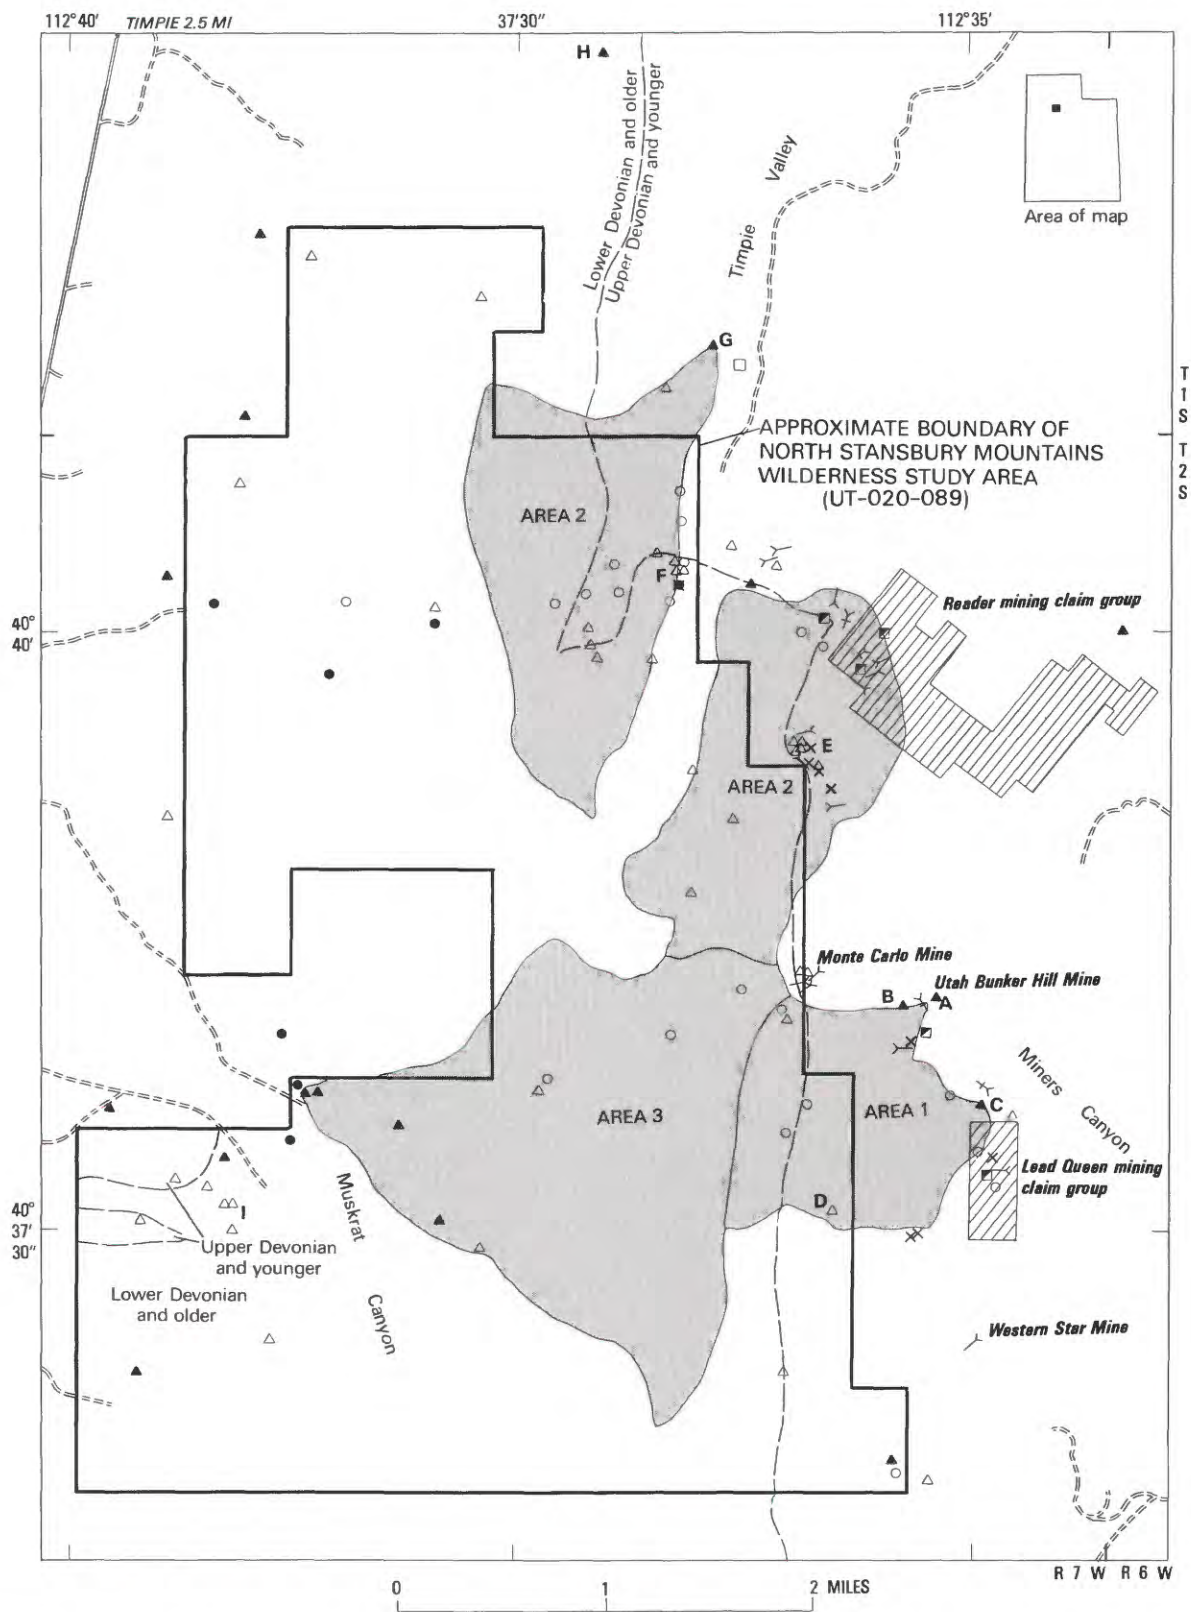 112°40'
TIMPIE 2.5 MI
37'30"
112°35'
H
Lower Devonian and older
Upper Devonian and younger
Timpie
Valley
Area of map
G
T
1
S
T
2
S
APPROXIMATE BOUNDARY OF
NORTH STANSBURY MOUNTAINS
WILDERNESS STUDY AREA
(UT-020-089)
AREA 2
F
Reader mining claim group
40°
40'
E
AREA 2
Monte Carlo Mine
Utah Bunker Hill Mine
B
A
Miners
Canyon
AREA 3
AREA 1
C
Lead Queen mining
claim group
D
Muskrat
Canyon
40°
37'
30"
I
Upper Devonian
and younger
Lower Devonian
and older
Western Star Mine
R 7 W R 6 W
0 1 2 MILES